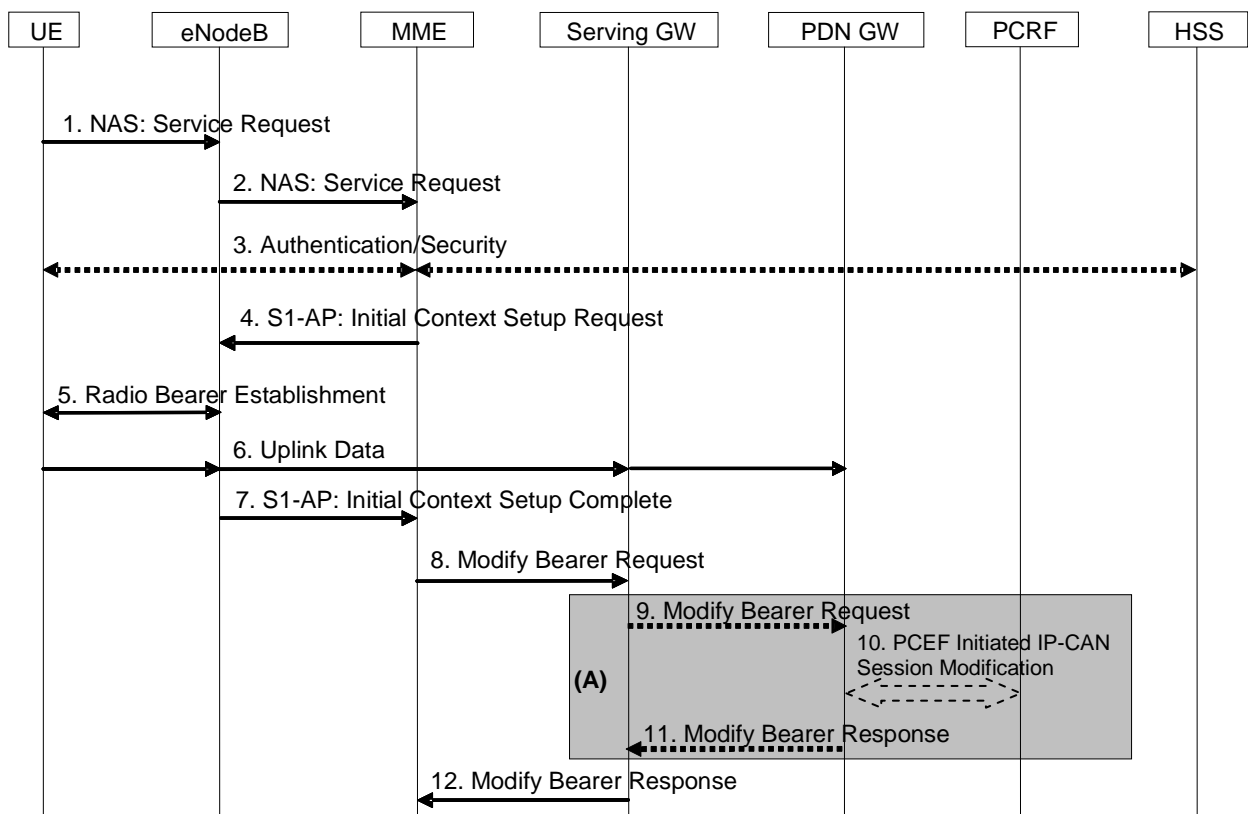 UE
eNodeB
MME
Serving GW
PDN GW
PCRF
HSS
1. NAS: Service Request
2. NAS: Service Request
3. Authentication/Security
4. S1-AP: Initial Context Setup Request
5. Radio Bearer Establishment
6. Uplink Data
7. S1-AP: Initial Context Setup Complete
8. Modify Bearer Request
9. Modify Bearer Request
10. PCEF Initiated IP-CAN
Session Modification
(A)
11. Modify Bearer Response
12. Modify Bearer Response